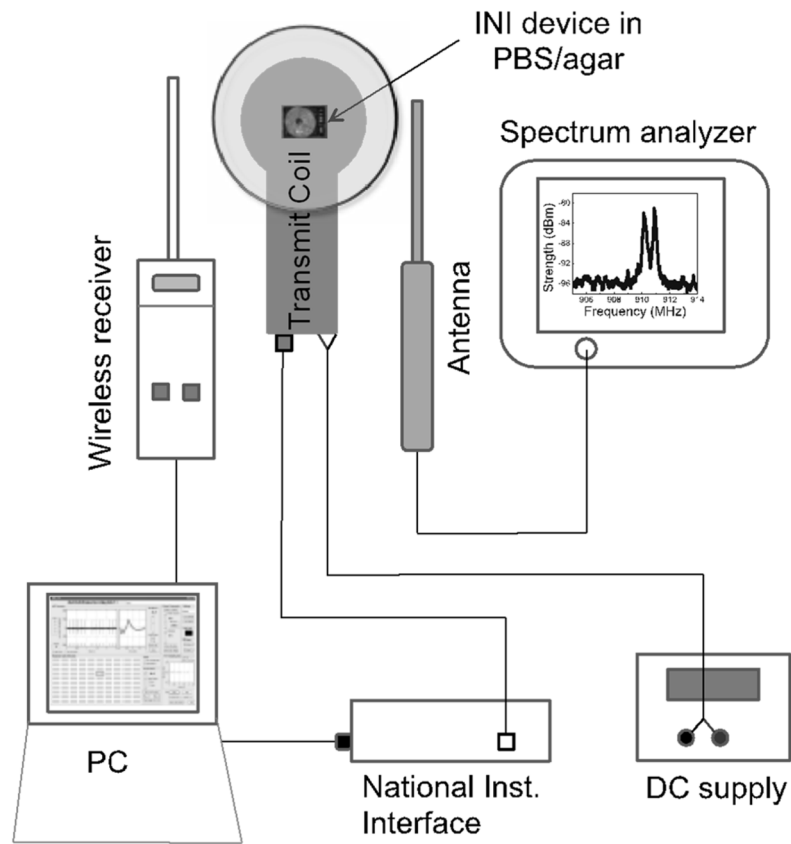 INI device in
PBS/agar
Spectrum analyzer
Wireless receiver
Transmit Coil
Antenna
Strength (dBm)
-80
-84
-88
-92
-96
906 908 910 912 914
Frequency (MHz)
PC
National Inst.
Interface
DC supply